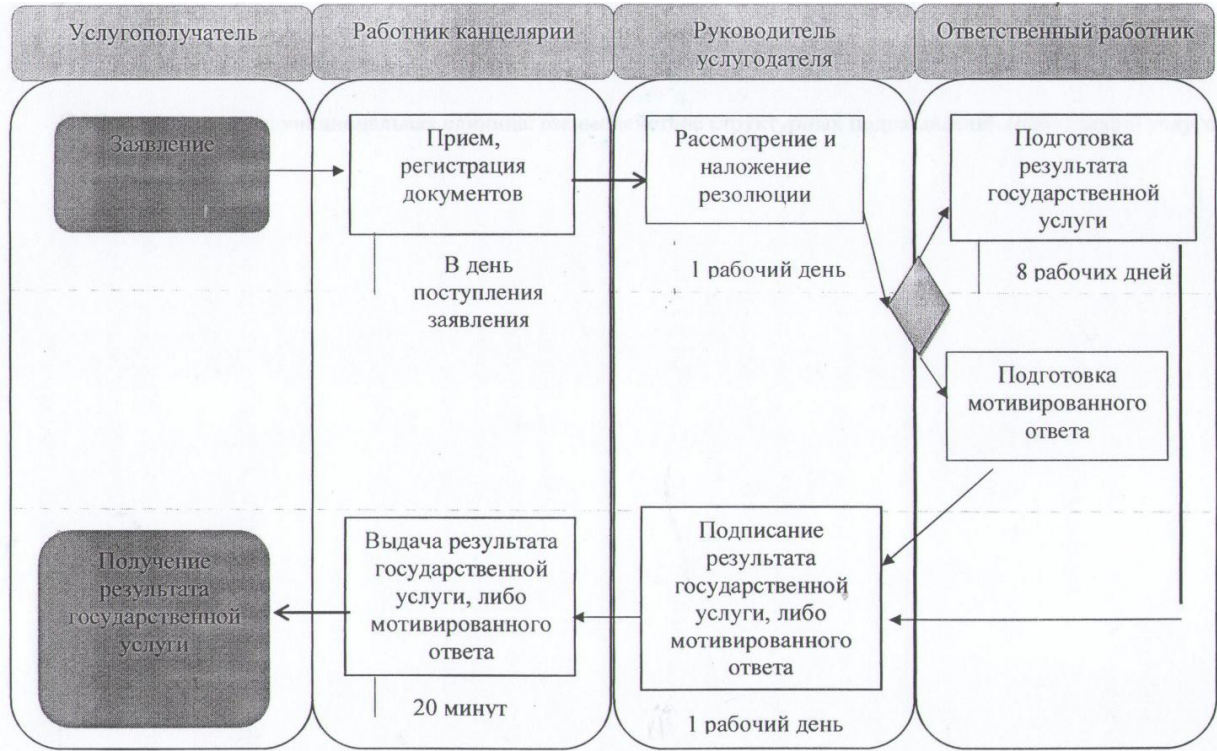 Услугополучатель
Работник канцелярии
Руководитель
услугодателя
Ответственный работник
Заявление
Прием,
регистрация
документов
Рассмотрение и
наложение
резолюции
Подготовка
результата
государственной
услуги
В день
поступления
заявления
1 рабочий день
8 рабочих дней
Подготовка
мотивированного
ответа
Получение
результата
государственной
услуги
Выдача результата
государственной
услуги, либо
мотивированного
ответа
Подписание
результата
государственной
услуги, либо
мотивированного
ответа
20 минут
1 рабочий день